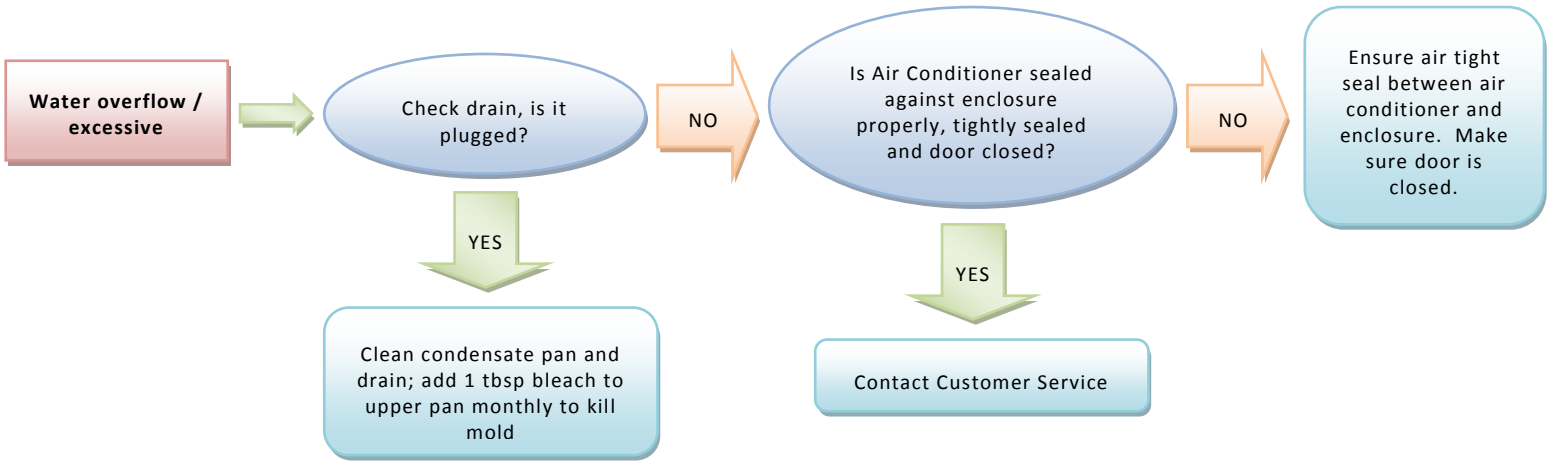 Water overflow /
excessive
Check drain, is it
plugged?
NO
Is Air Conditioner sealed
against enclosure
properly, tightly sealed
and door closed?
NO
Ensure air tight
seal between air
conditioner and
enclosure. Make
sure door is
closed.
YES
Clean condensate pan and
drain; add 1 tbsp bleach to
upper pan monthly to kill
mold
YES
Contact Customer Service